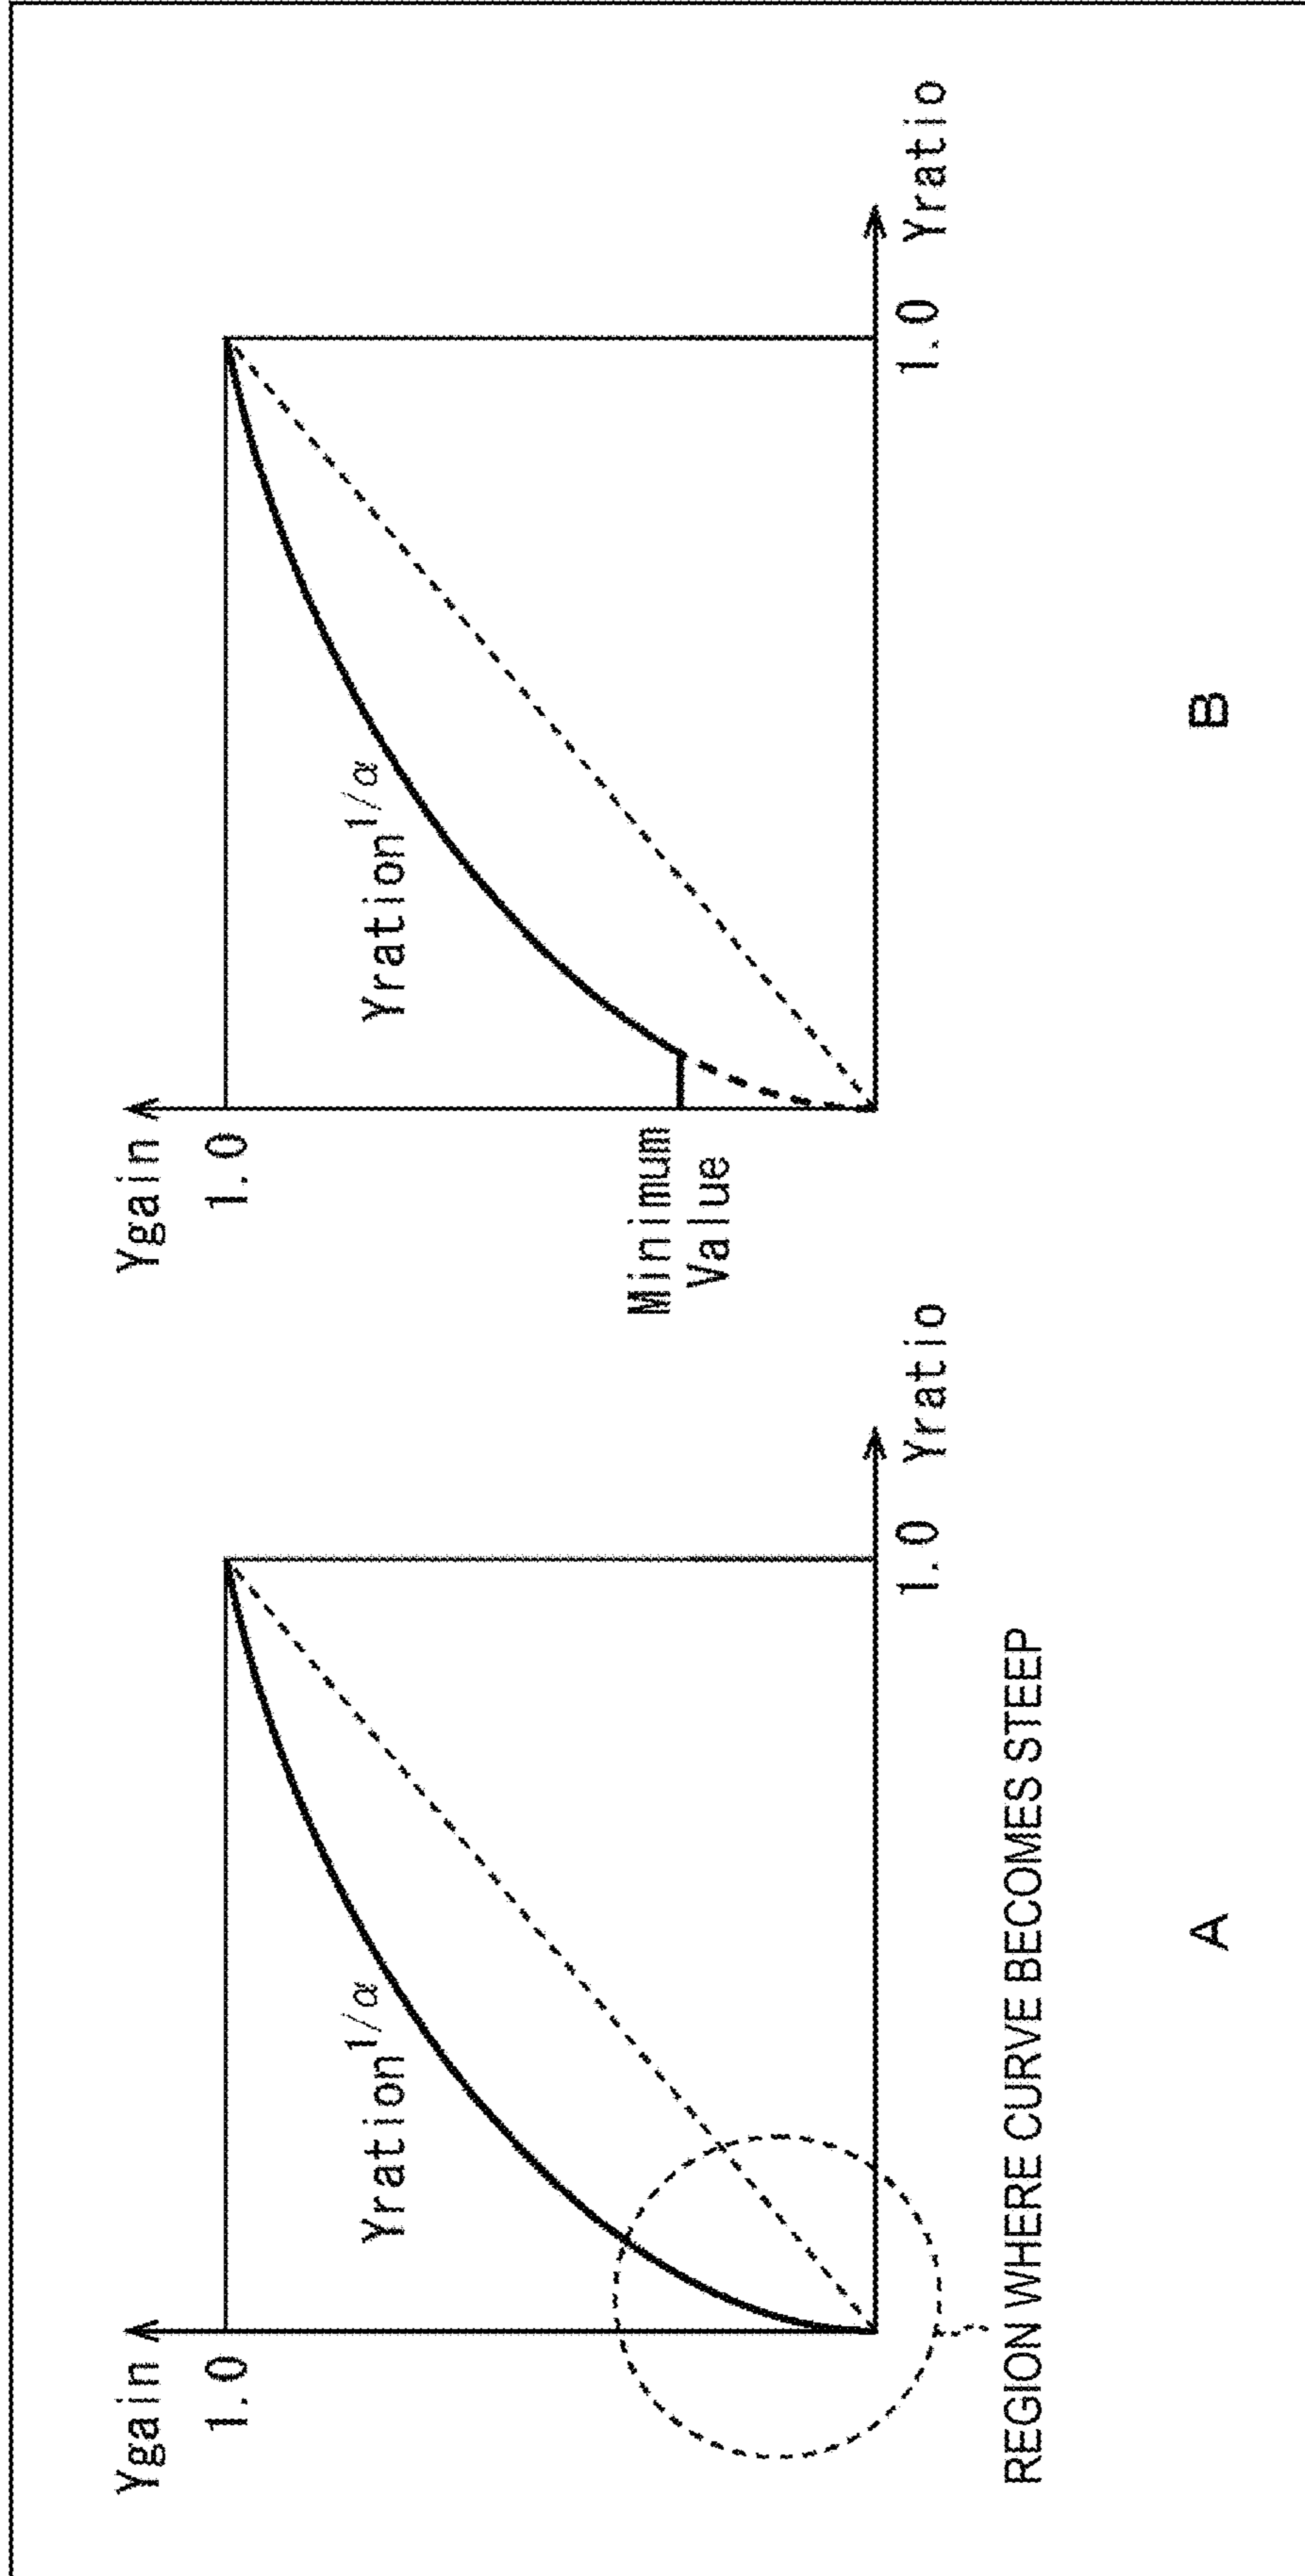 Ygain
1.0
Yration1/α
1.0 Yratio
REGION WHERE CURVE BECOMES STEEP
A
Ygain
1.0
Yration1/α
Minimum
Value
1.0 Yratio
B